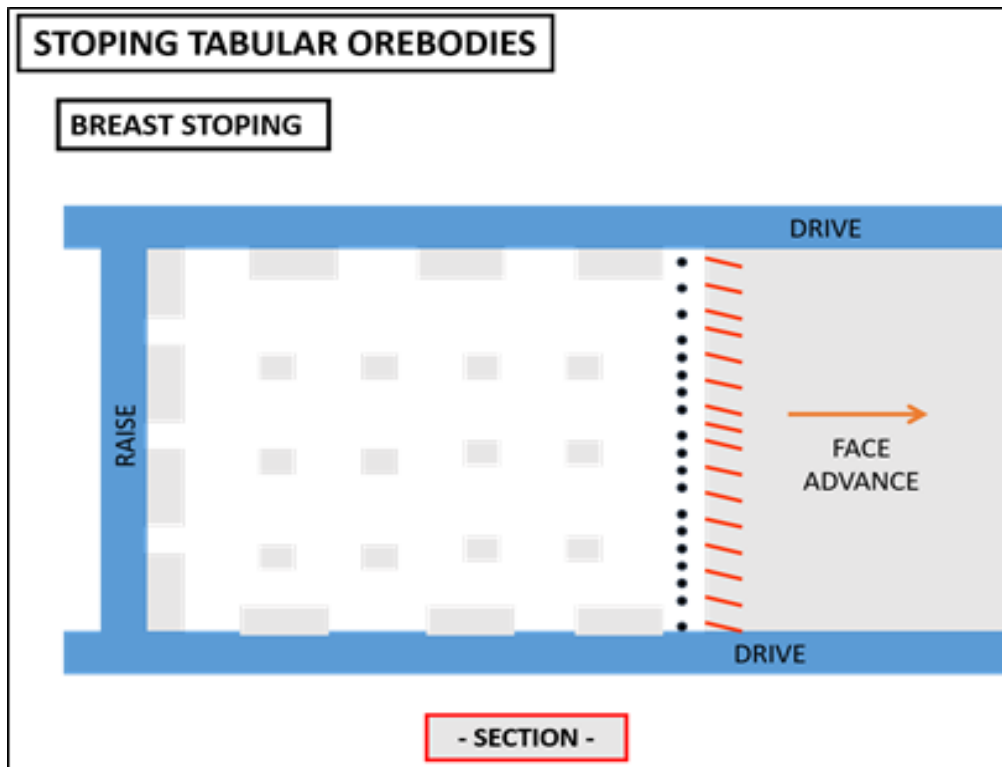 STOPING TABULAR OREBODIES
BREAST STOPING
DRIVE
RAISE
FACE
ADVANCE
DRIVE
- SECTION -